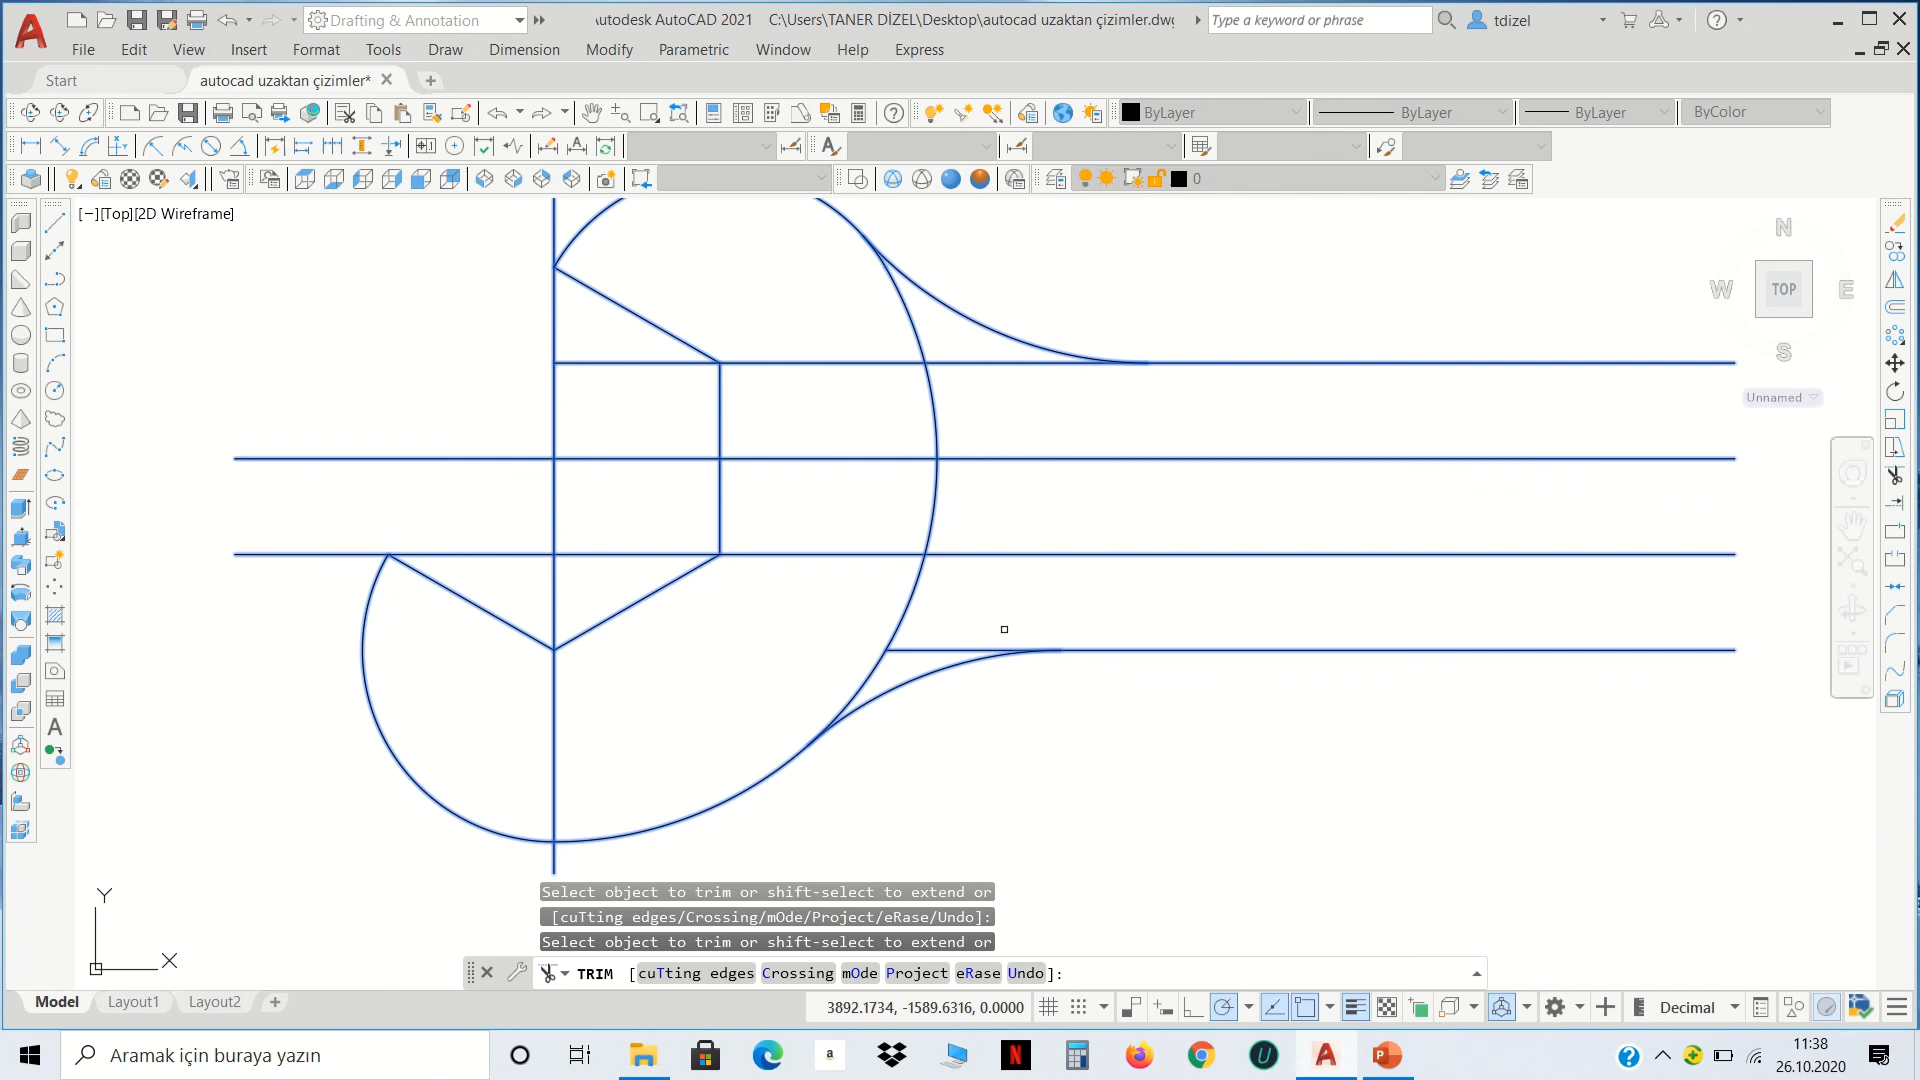 Drafting & Annotation
utodesk AutoCAD 2021 C:\Users\TANER DİZEL\Desktop\autocad uzaktan çizimler.dwg
Type a keyword or phrase
tdizel
File Edit View Insert Format Tools Draw Dimension Modify Parametric Window Help Express
Start
autocad uzaktan çizimler*
ByLayer
ByLayer
ByLayer
ByColor
0
[−][Top][2D Wireframe]
N
W
TOP
E
S
Unnamed
Y
X
Select object to trim or shift-select to extend or
[cuTting edges/Crossing/mOde/Project/eRase/Undo]:
Select object to trim or shift-select to extend or
TRIM [cuTting edges Crossing mOde Project eRase Undo]:
Model Layout1 Layout2
3892.1734, -1589.6316, 0.0000
Decimal
Aramak için buraya yazın
11:38
26.10.2020